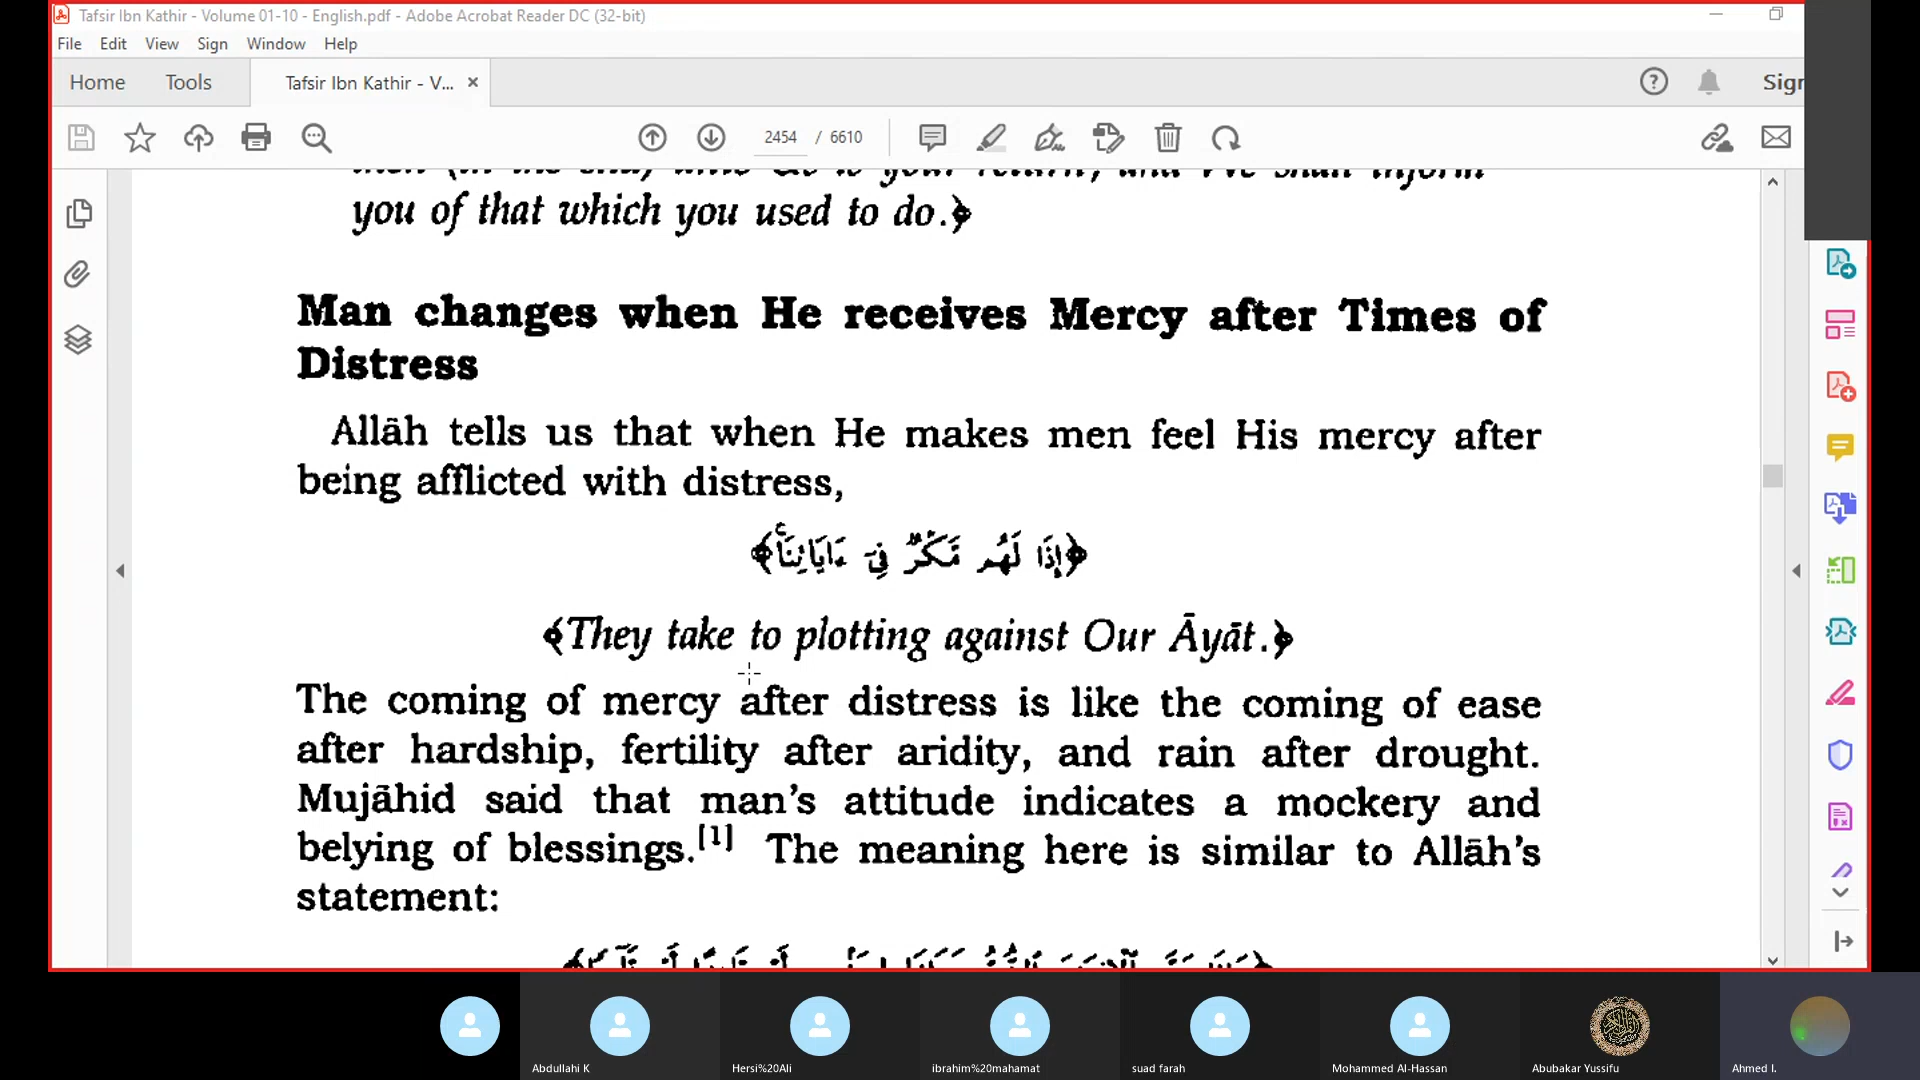 Tafsir Ibn Kathir - Volume 01-10 - English.pdf - Adobe Acrobat Reader DC (32-bit)
File Edit View Sign Window Help
Home Tools Tafsir Ibn Kathir - V... ×
2454 / 6610
you of that which you used to do.﴾
Man changes when He receives Mercy after Times of
Distress
Allāh tells us that when He makes men feel His mercy after
being afflicted with distress,
﴿إِذَا لَهُم مَّكْرٌ فِىٓ ءَايَاتِنَا﴾
﴿They take to plotting against Our Āyāt.﴾
The coming of mercy after distress is like the coming of ease
after hardship, fertility after aridity, and rain after drought.
Mujāhid said that man's attitude indicates a mockery and
belying of blessings.[1] The meaning here is similar to Allāh's
statement:
Abdullahi K
Hersi%20Ali
ibrahim%20mahamat
suad farah
Mohammed Al-Hassan
Abubakar Yussifu
Ahmed I.